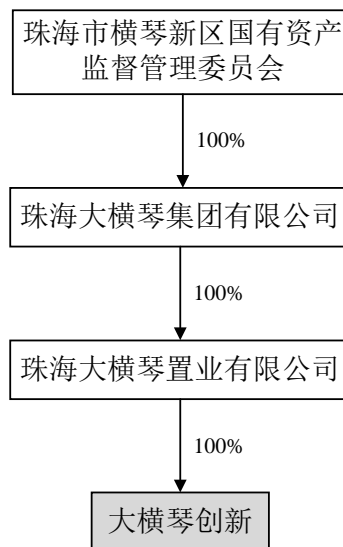 珠海市横琴新区国有资产
监督管理委员会
100%
珠海大横琴集团有限公司
100%
珠海大横琴置业有限公司
100%
大横琴创新